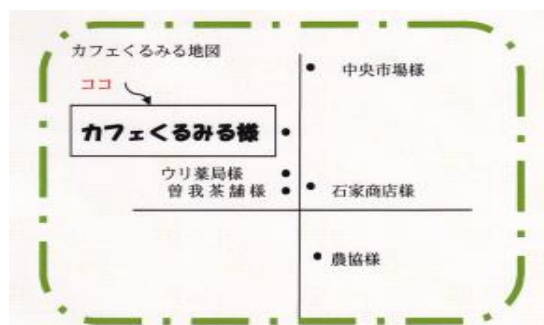 カフェくるみる地図
中央市場様
ココ
カフェくるみる様
ウリ薬局様
曽我茶舗様
石家商店様
農協様